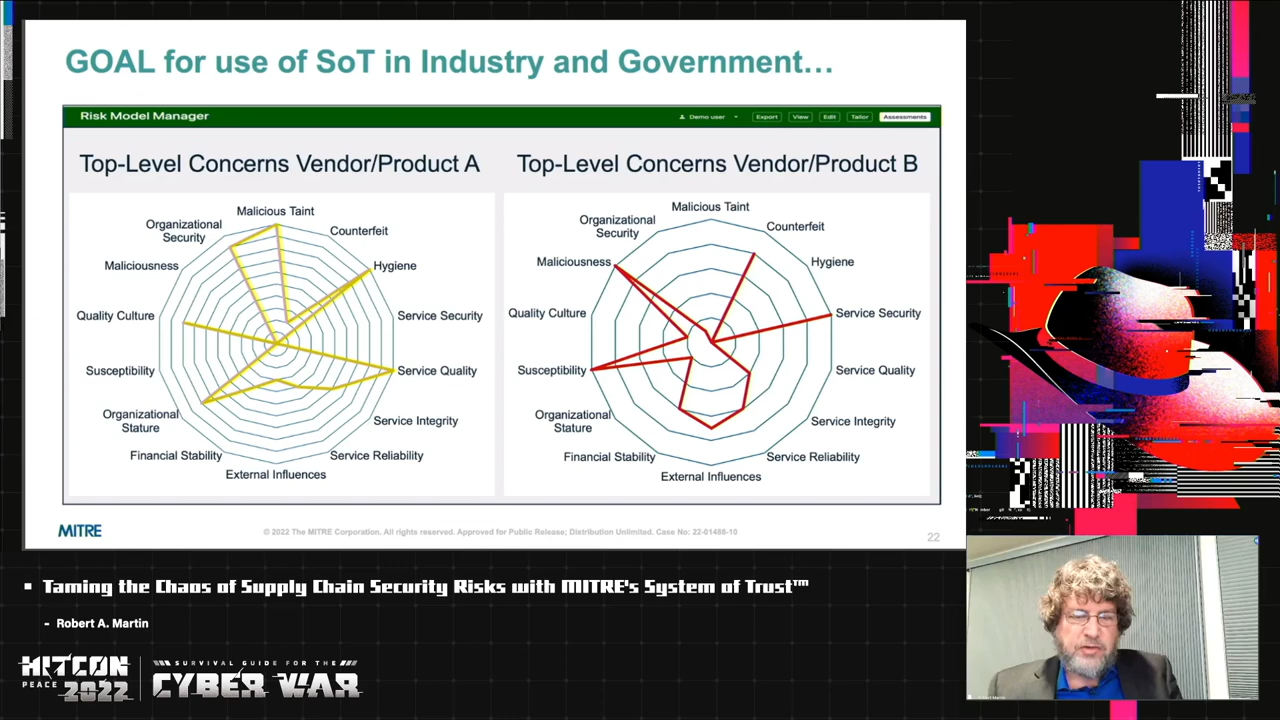 GOAL for use of SoT in Industry and Government…
Risk Model Manager
Demo user
Export
View
Edit
Tailor
Assessments
Top-Level Concerns Vendor/Product A
Malicious Taint
Counterfeit
Hygiene
Service Security
Service Quality
Service Integrity
Service Reliability
External Influences
Financial Stability
Organizational
Stature
Susceptibility
Quality Culture
Maliciousness
Organizational
Security
Top-Level Concerns Vendor/Product B
Malicious Taint
Counterfeit
Hygiene
Service Security
Service Quality
Service Integrity
Service Reliability
External Influences
Financial Stability
Organizational
Stature
Susceptibility
Quality Culture
Maliciousness
Organizational
Security
MITRE
© 2022 The MITRE Corporation. All rights reserved. Approved for Public Release; Distribution Unlimited. Case No: 22-01488-10
22
Taming the Chaos of Supply Chain Security Risks with MITRE's System of Trust™
- Robert A. Martin
HITCON
PEACE 2022
SURVIVAL GUIDE FOR THE
CYBER WAR